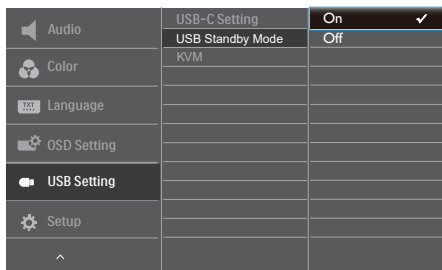 Audio
Color
TXT Language
OSD Setting
USB Setting
Setup
USB-C Setting
USB Standby Mode
KVM
On
Off